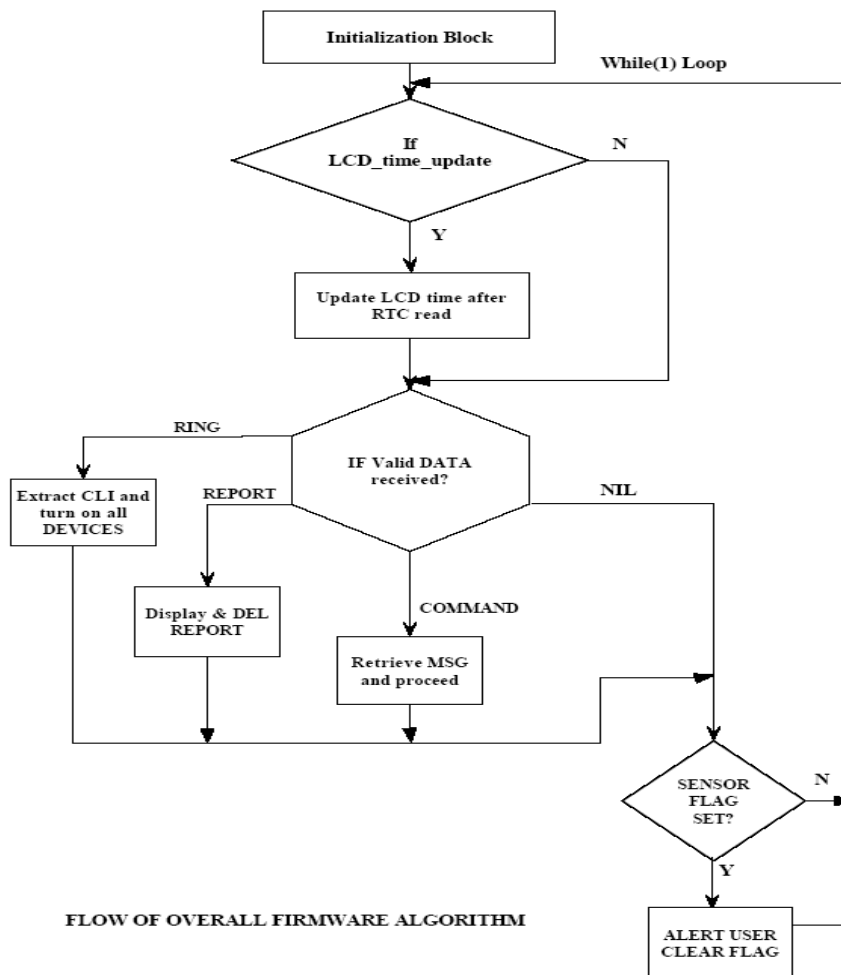 Initialization Block
While(1) Loop
If
LCD_time_update
N
Y
Update LCD time after
RTC read
RING
IF Valid DATA
received?
Extract CLI and
turn on all
DEVICES
REPORT
NIL
Display & DEL
REPORT
COMMAND
Retrieve MSG
and proceed
SENSOR
FLAG
SET?
N
Y
FLOW OF OVERALL FIRMWARE ALGORITHM
ALERT USER
CLEAR FLAG